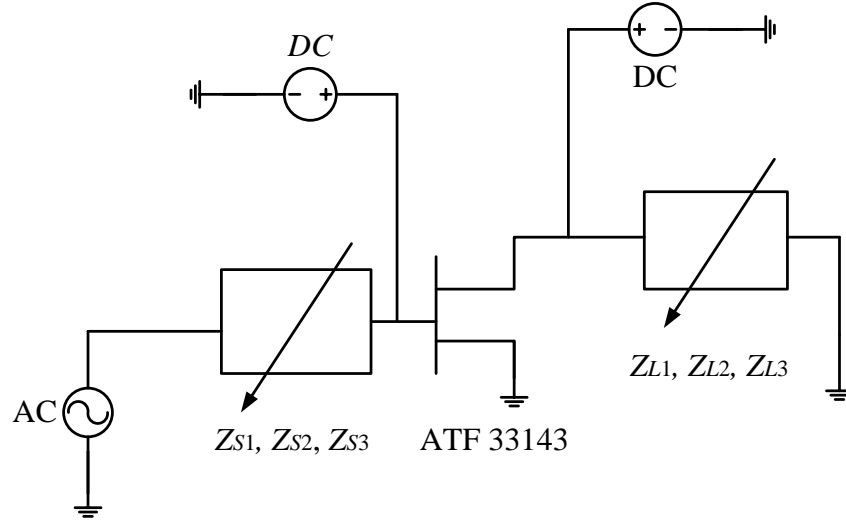 DC
DC
AC
ZS1, ZS2, ZS3
ATF 33143
ZL1, ZL2, ZL3